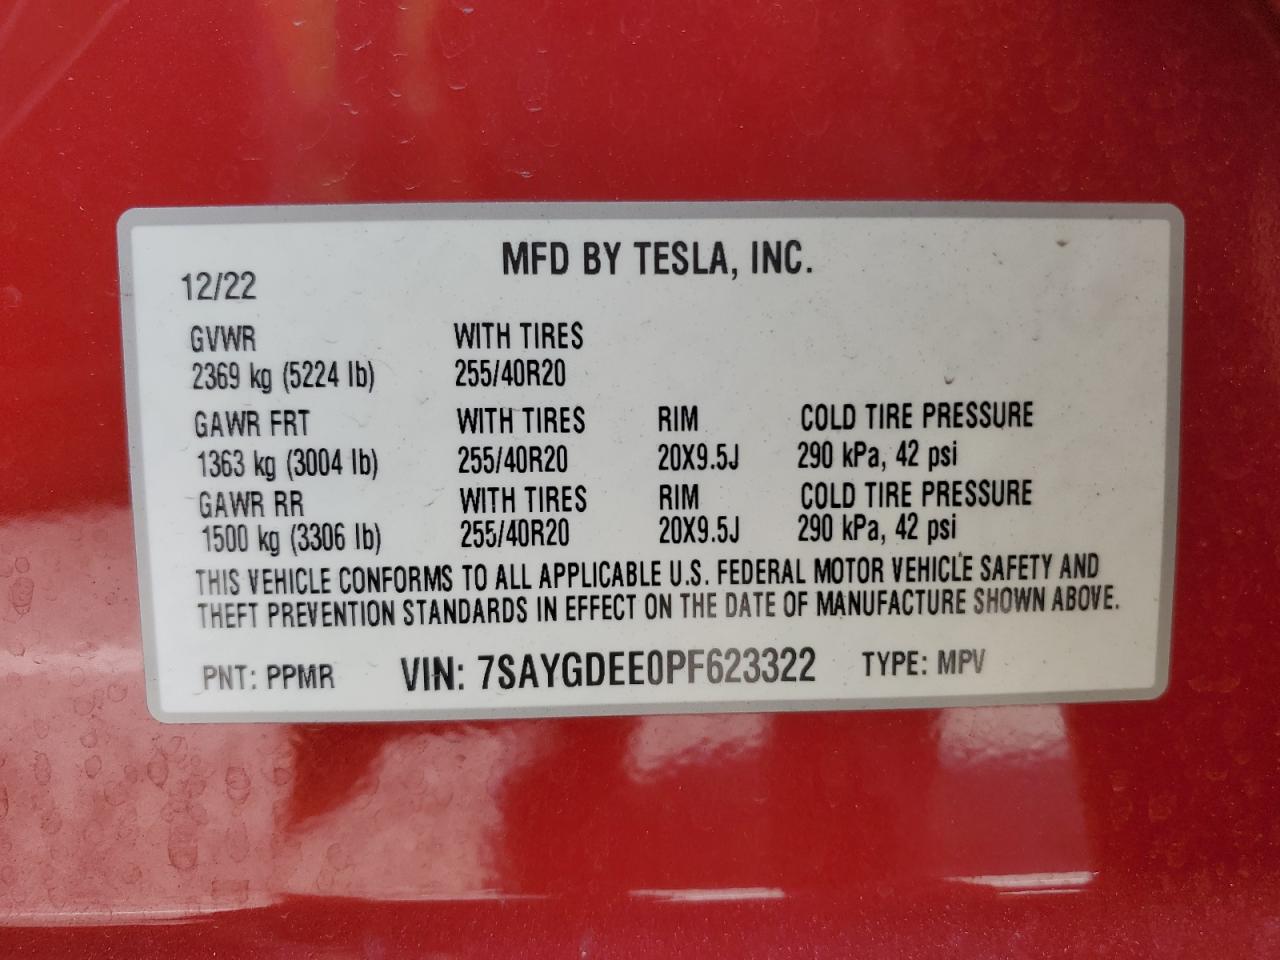 MFD BY TESLA, INC.
12/22
GVWR WITH TIRES
2369 kg (5224 lb) 255/40R20
GAWR FRT WITH TIRES RIM COLD TIRE PRESSURE
1363 kg (3004 lb) 255/40R20 20X9.5J 290 kPa, 42 psi
GAWR RR WITH TIRES RIM COLD TIRE PRESSURE
1500 kg (3306 lb) 255/40R20 20X9.5J 290 kPa, 42 psi
THIS VEHICLE CONFORMS TO ALL APPLICABLE U.S. FEDERAL MOTOR VEHICLE SAFETY AND
THEFT PREVENTION STANDARDS IN EFFECT ON THE DATE OF MANUFACTURE SHOWN ABOVE.
PNT: PPMR VIN: 7SAYGDEE0PF623322 TYPE: MPV